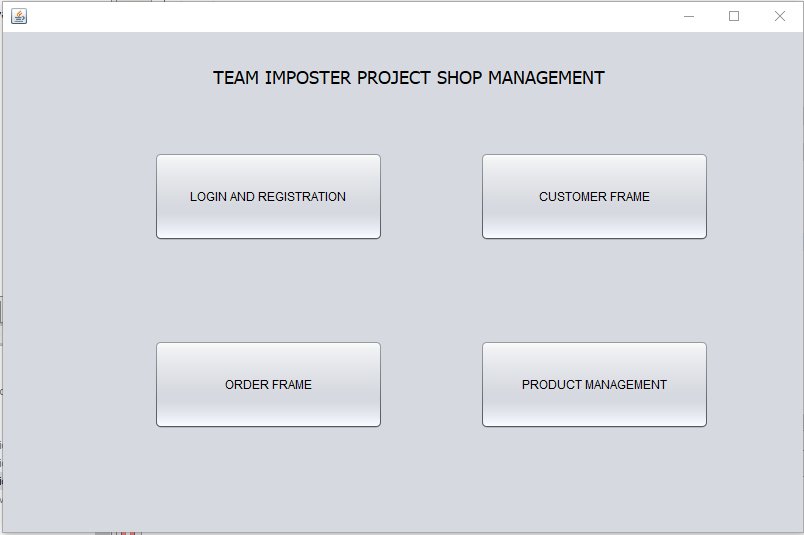 TEAM IMPOSTER PROJECT SHOP MANAGEMENT
LOGIN AND REGISTRATION
CUSTOMER FRAME
ORDER FRAME
PRODUCT MANAGEMENT